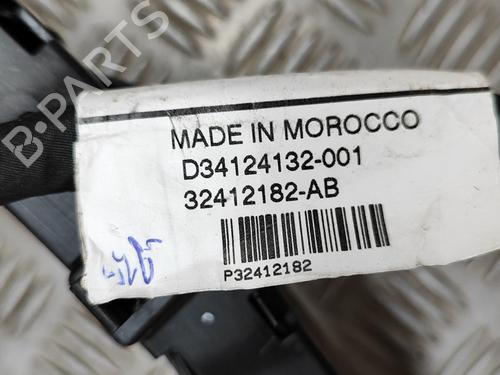 B-PARTS
MADE IN MOROCCO
D34124132-001
32412182-AB
P32412182